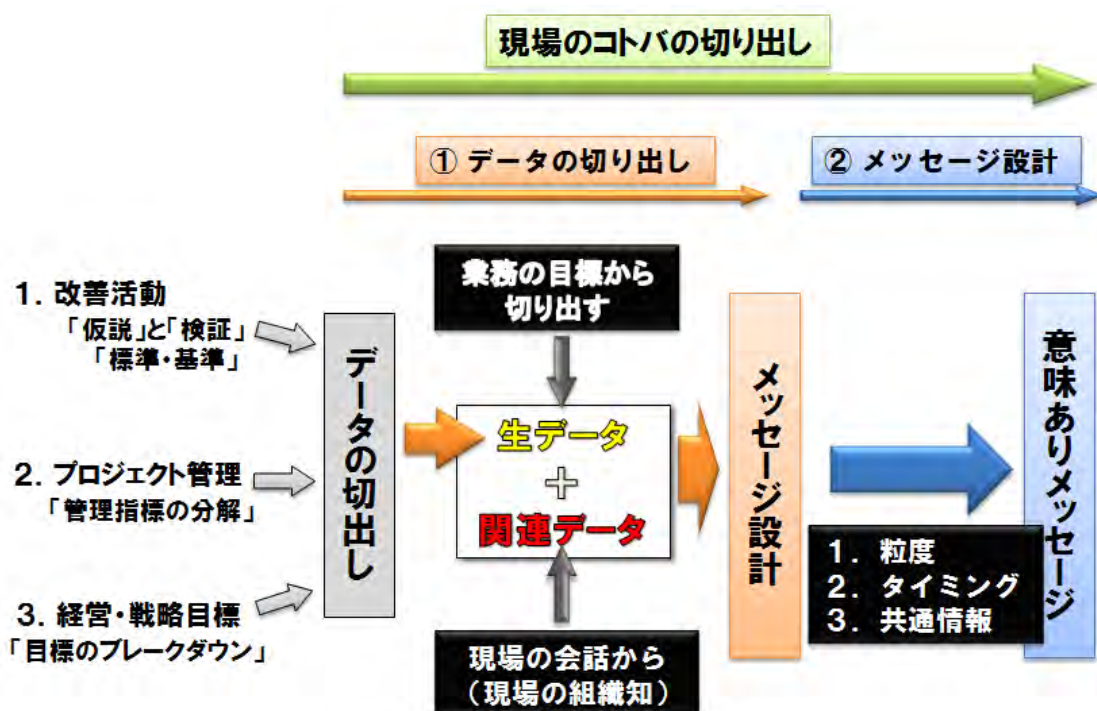 現場のコトバの切り出し
① データの切り出し
② メッセージ設計
1. 改善活動
「仮説」と「検証」
「標準・基準」
2. プロジェクト管理
「管理指標の分解」
3. 経営・戦略目標
「目標のブレークダウン」
データの切出し
業務の目標から
切り出す
生データ
+
関連データ
現場の会話から
(現場の組織知)
メッセージ設計
1. 粒度
2. タイミング
3. 共通情報
意味ありメッセージ